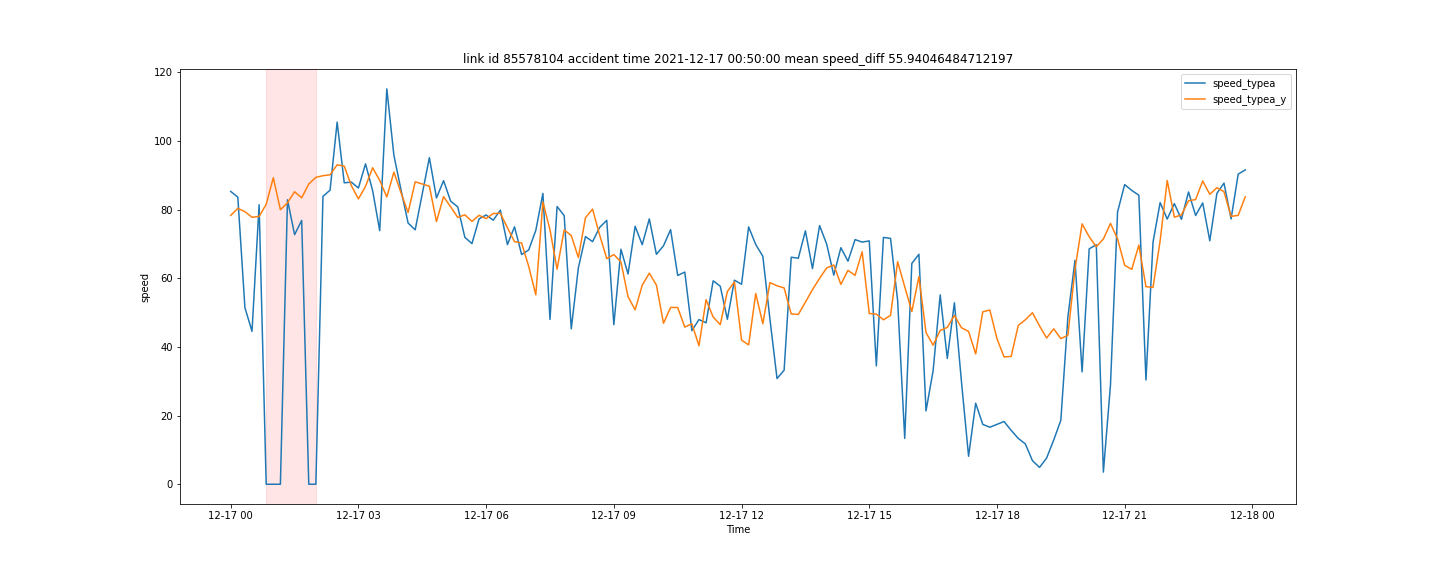 link id 85578104 accident time 2021-12-17 00:50:00 mean speed_diff 55.94046484712197
speed_typea
speed_typea_y
120
100
80
60
40
20
0
speed
12-17 00 12-17 03 12-17 06 12-17 09 12-17 12 12-17 15 12-17 18 12-17 21 12-18 00
Time